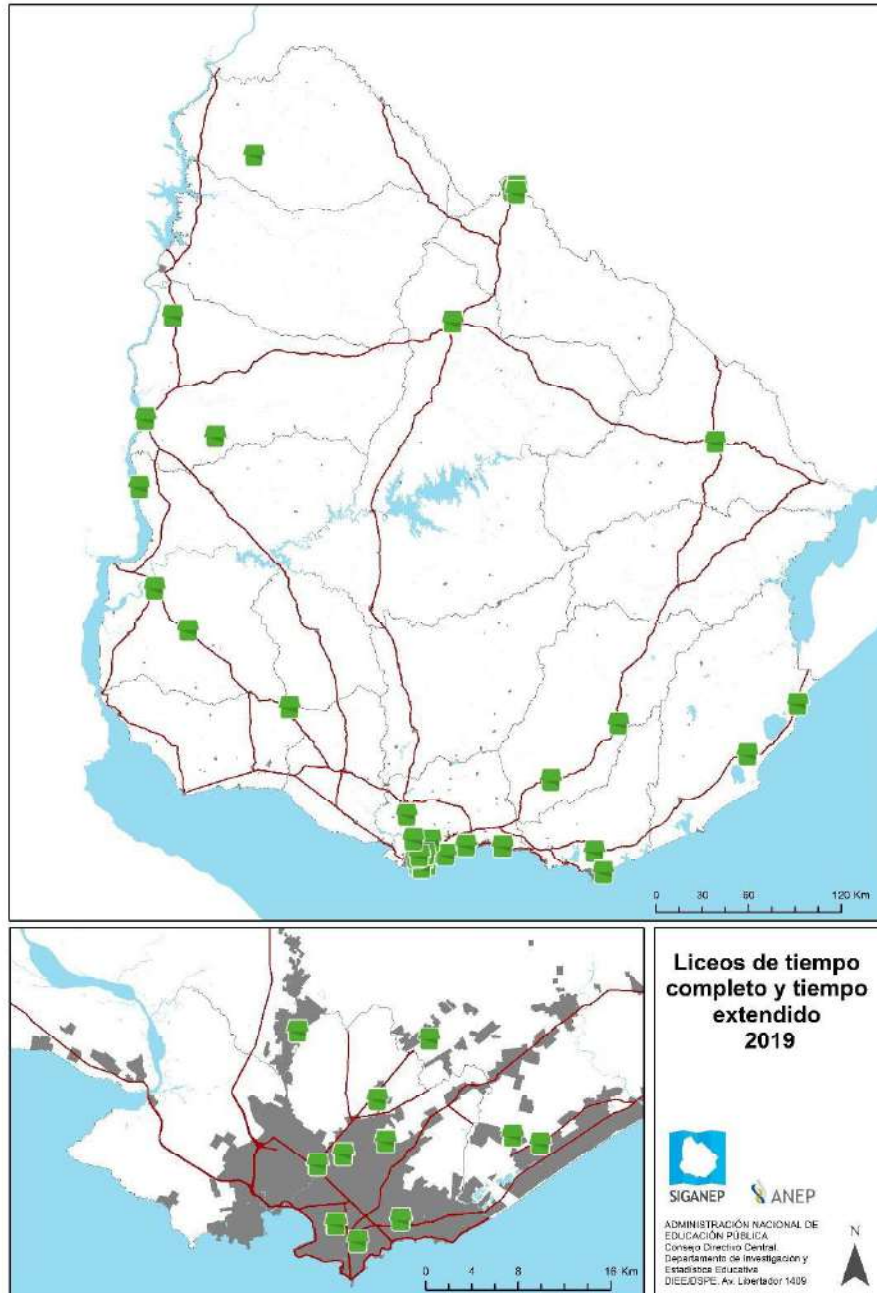 0 30 60 120 Km
0 4 8 16 Km
Liceos de tiempo
completo y tiempo
extendido
2019
SIGANEP
ANEP
ADMINISTRACIÓN NACIONAL DE
EDUCACIÓN PÚBLICA
Consejo Directivo Central
Departamento de Investigación y
Estadística Educativa
DIEE/DSPE. Av. Libertador 1409
N